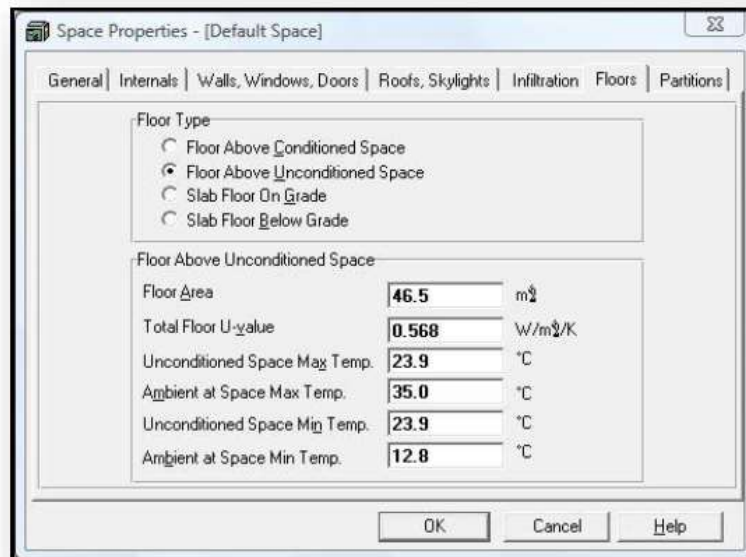 Space Properties - [Default Space]
General Internals Walls, Windows, Doors Roofs, Skylights Infiltration Floors Partitions
Floor Type
Floor Above Conditioned Space
Floor Above Unconditioned Space
Slab Floor On Grade
Slab Floor Below Grade
Floor Above Unconditioned Space
Floor Area 46.5 m²
Total Floor U-value 0.568 W/m²/K
Unconditioned Space Max Temp. 23.9 °C
Ambient at Space Max Temp. 35.0 °C
Unconditioned Space Min Temp. 23.9 °C
Ambient at Space Min Temp. 12.8 °C
OK Cancel Help